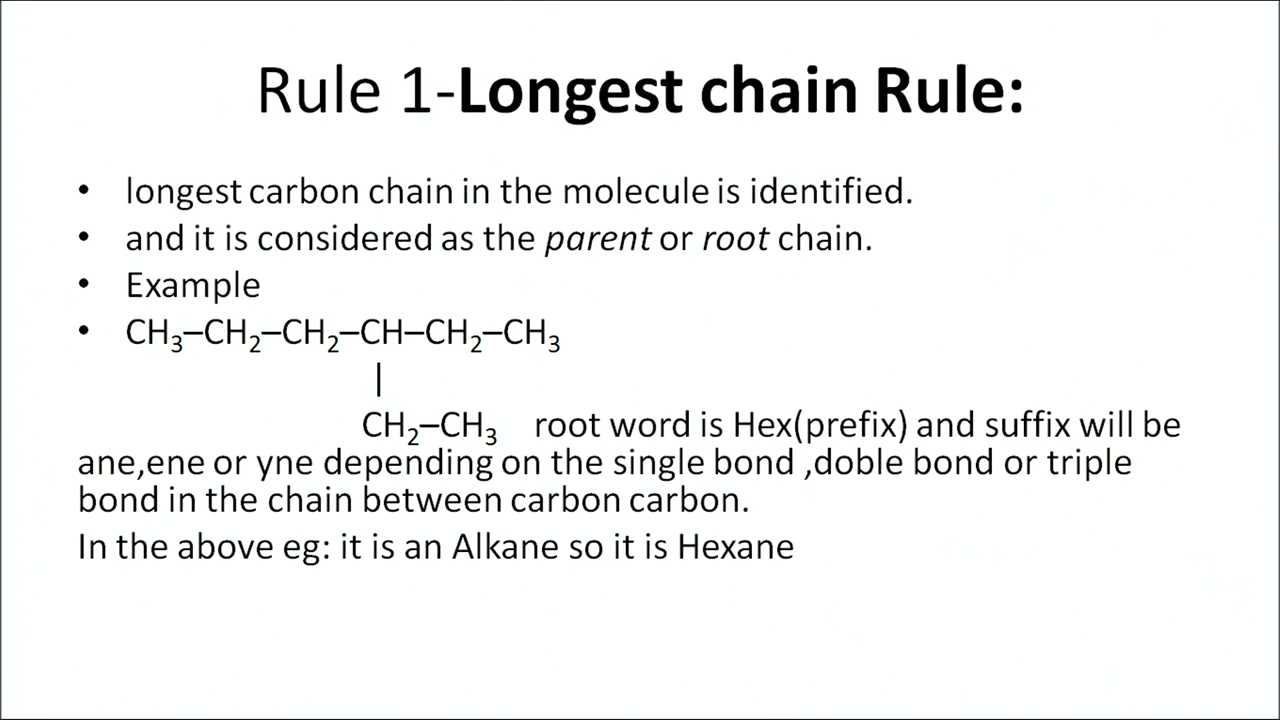 Rule 1-Longest chain Rule:
• longest carbon chain in the molecule is identified.
• and it is considered as the parent or root chain.
• Example
• CH₃–CH₂–CH₂–CH–CH₂–CH₃
|
CH₂–CH₃ root word is Hex(prefix) and suffix will be
ane,ene or yne depending on the single bond ,doble bond or triple
bond in the chain between carbon carbon.
In the above eg: it is an Alkane so it is Hexane